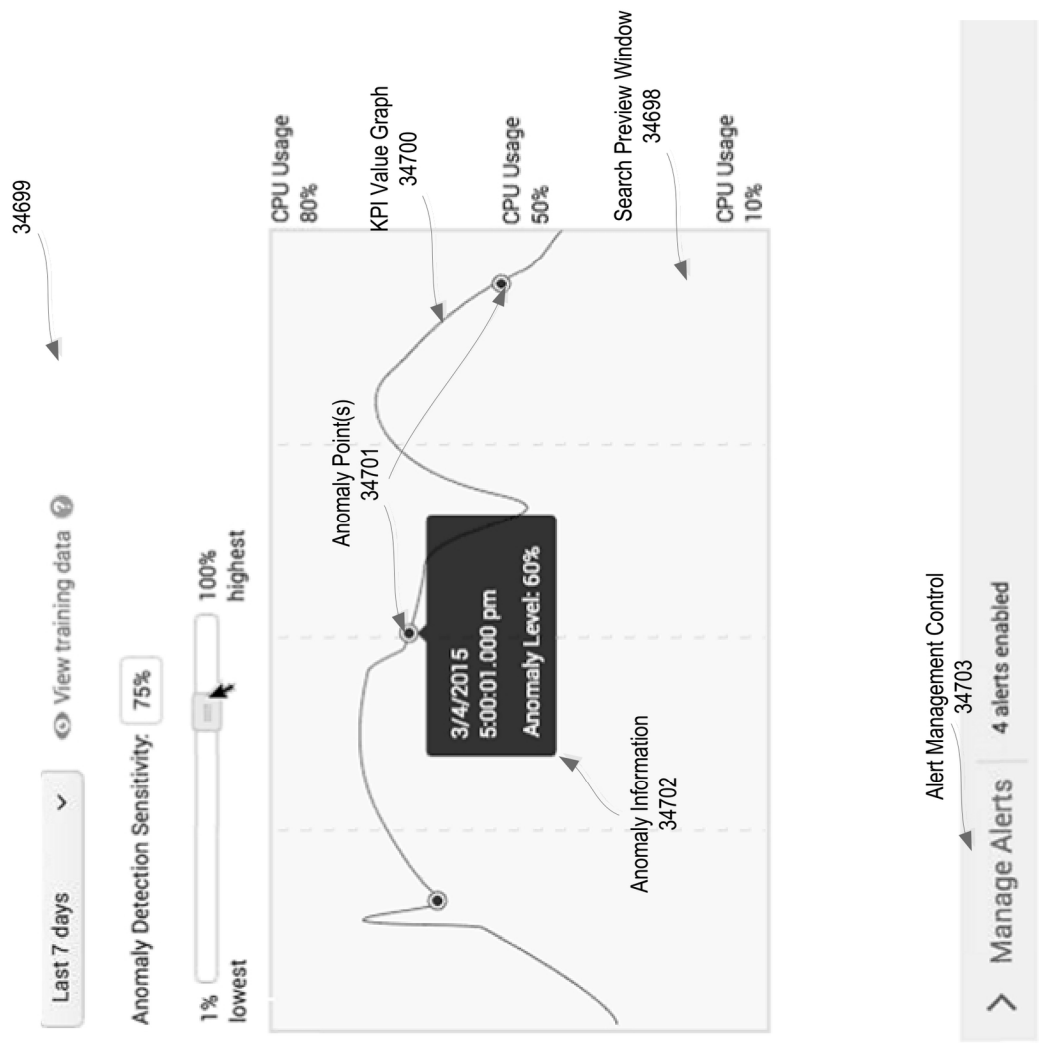 34699
Last 7 days
View training data ?
Anomaly Detection Sensitivity: 75%
1%
lowest
100%
highest
CPU Usage
80%
KPI Value Graph
34700
Anomaly Point(s)
34701
3/4/2015
5:00:01.000 pm
Anomaly Level: 60%
CPU Usage
50%
Search Preview Window
34698
Anomaly Information
34702
CPU Usage
10%
Alert Management Control
34703
Manage Alerts
4 alerts enabled